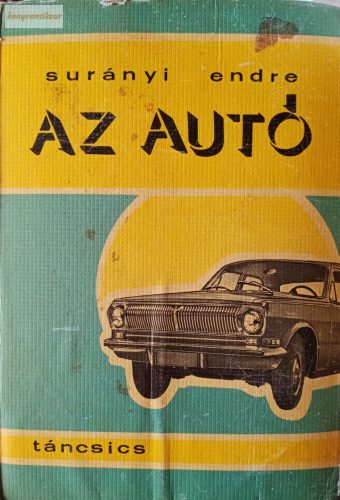 konyvantikvar
surányi endre
AZ AUTÓ
táncsics